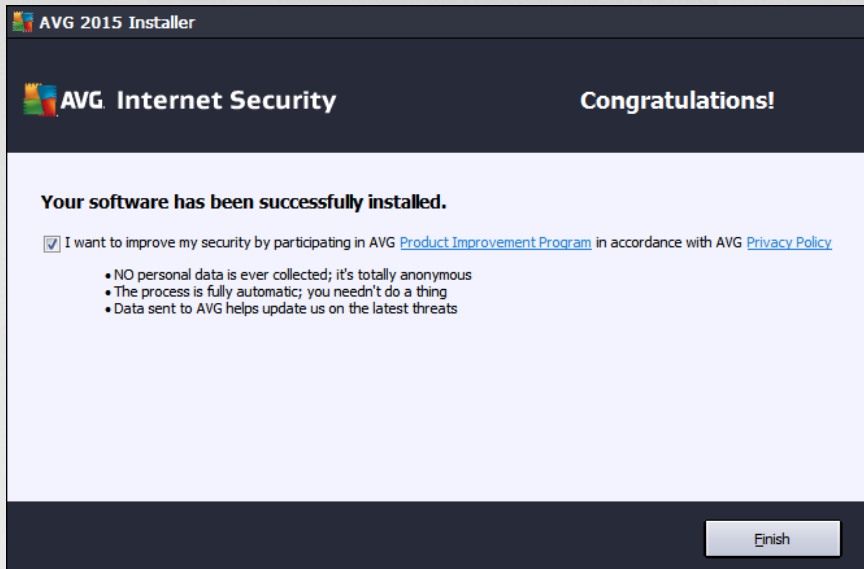 AVG 2015 Installer
AVG Internet Security
Congratulations!
Your software has been successfully installed.
I want to improve my security by participating in AVG Product Improvement Program in accordance with AVG Privacy Policy
• NO personal data is ever collected; it's totally anonymous
• The process is fully automatic; you needn't do a thing
• Data sent to AVG helps update us on the latest threats
Finish